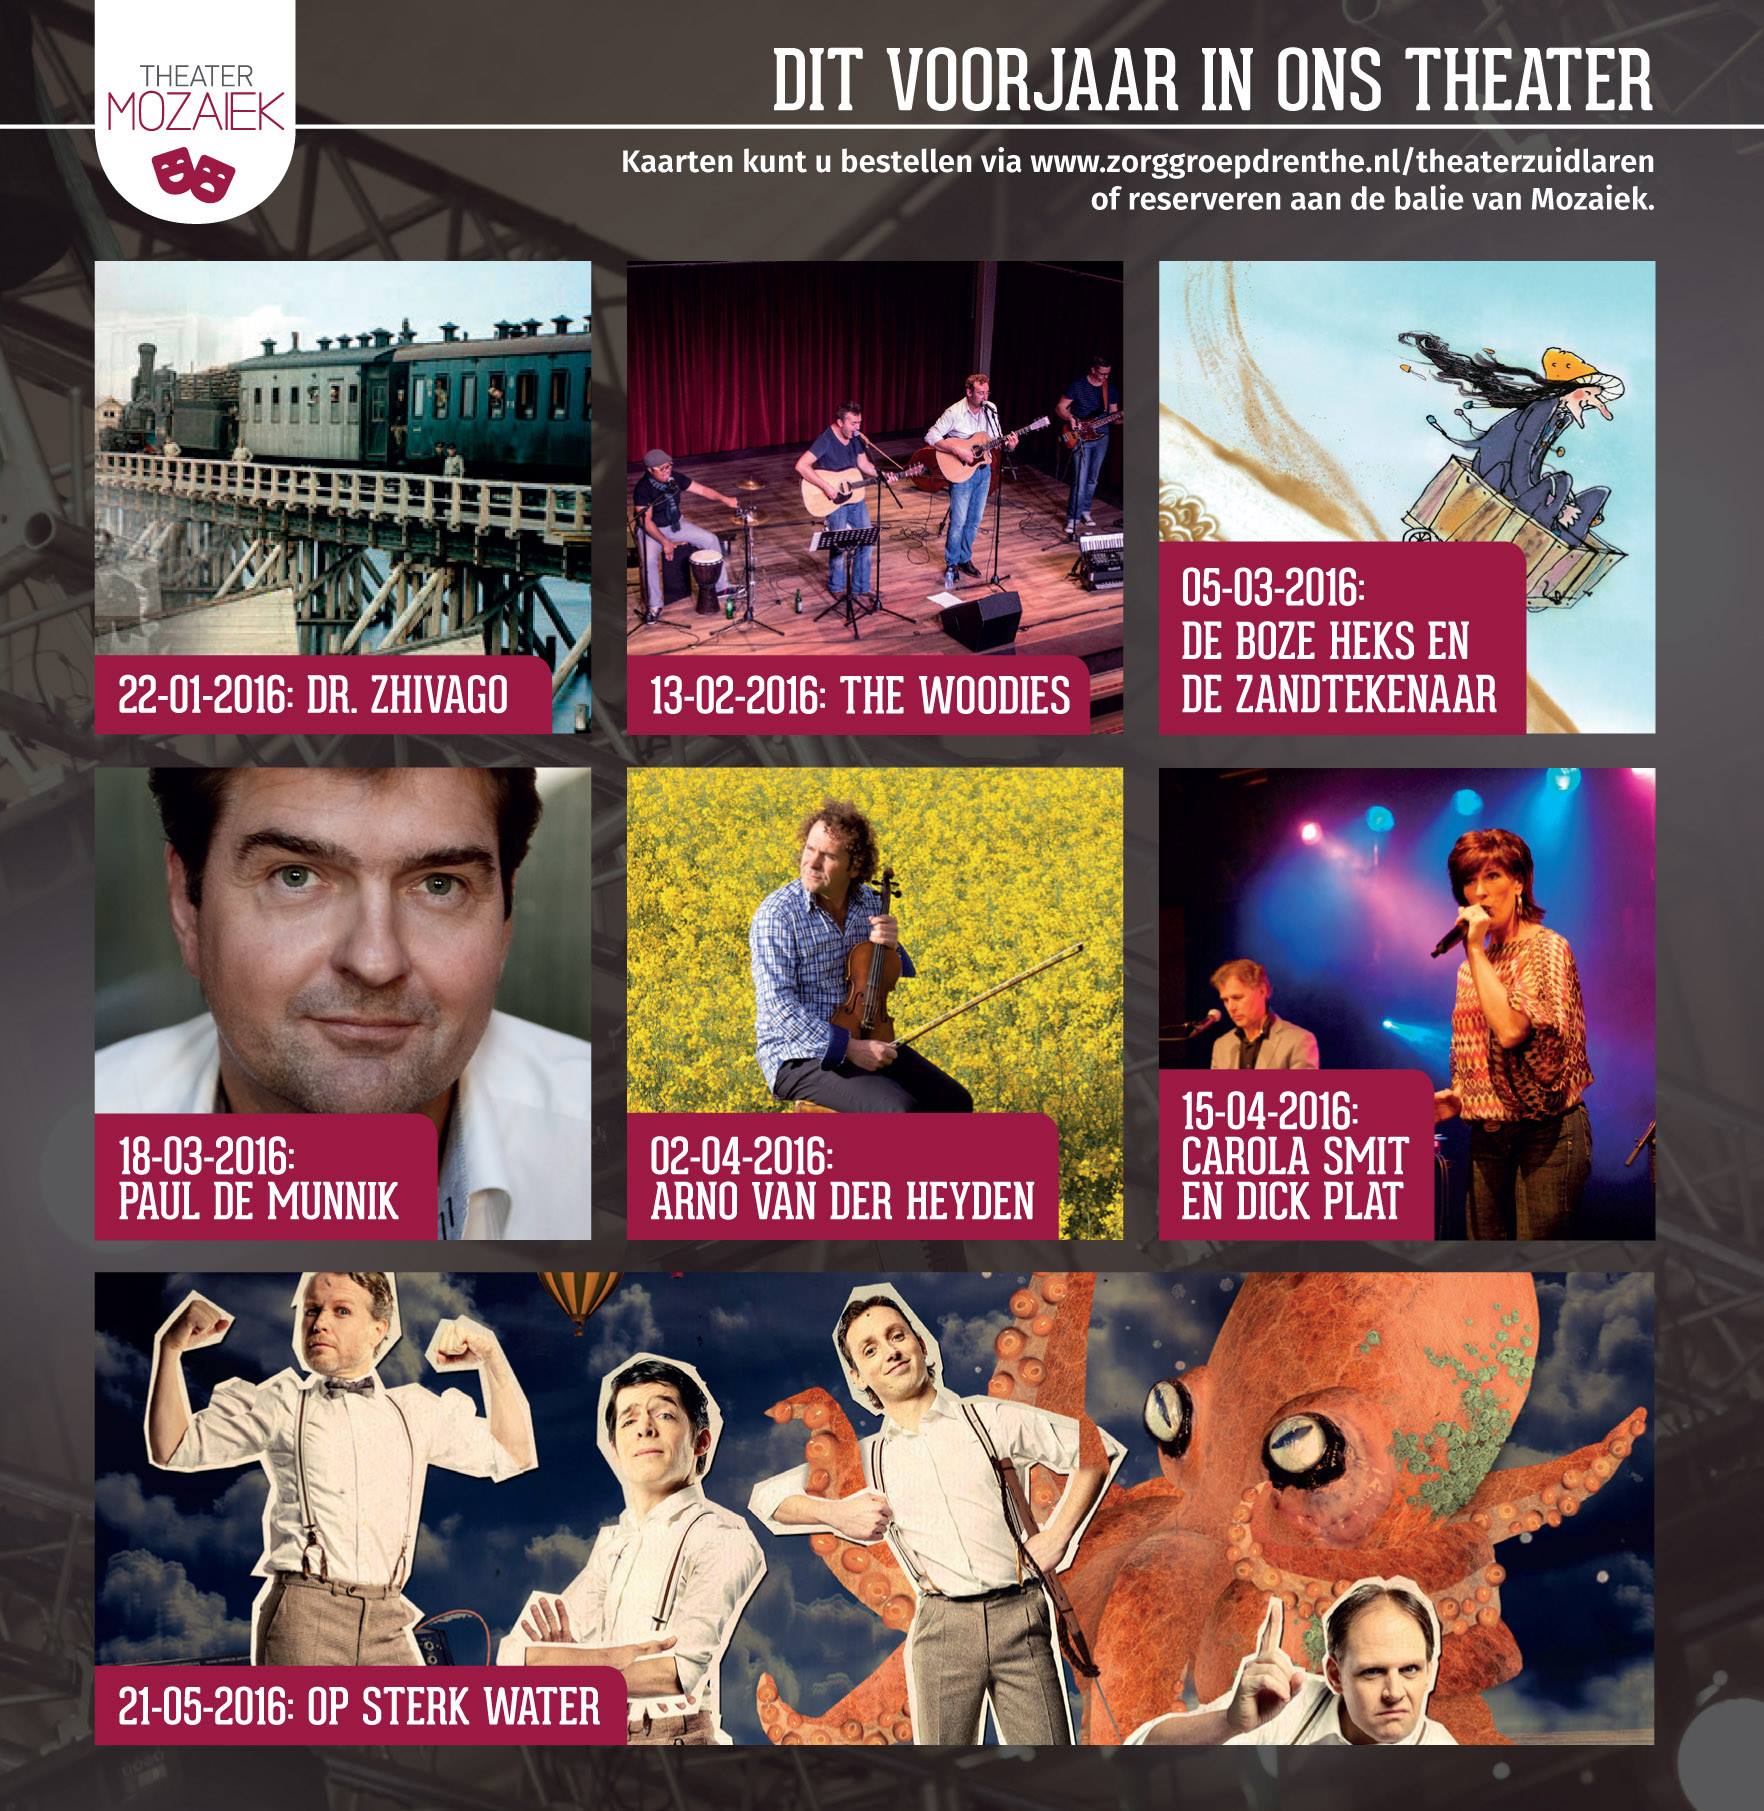 THEATER
MOZAIEK
DIT VOORJAAR IN ONS THEATER
Kaarten kunt u bestellen via www.zorggroepdrenthe.nl/theaterzuidlaren
of reserveren aan de balie van Mozaiek.
22-01-2016: DR. ZHIVAGO
13-02-2016: THE WOODIES
05-03-2016:
DE BOZE HEKS EN
DE ZANDTEKENAAR
18-03-2016:
PAUL DE MUNNIK
02-04-2016:
ARNO VAN DER HEYDEN
15-04-2016:
CAROLA SMIT
EN DICK PLAT
21-05-2016: OP STERK WATER